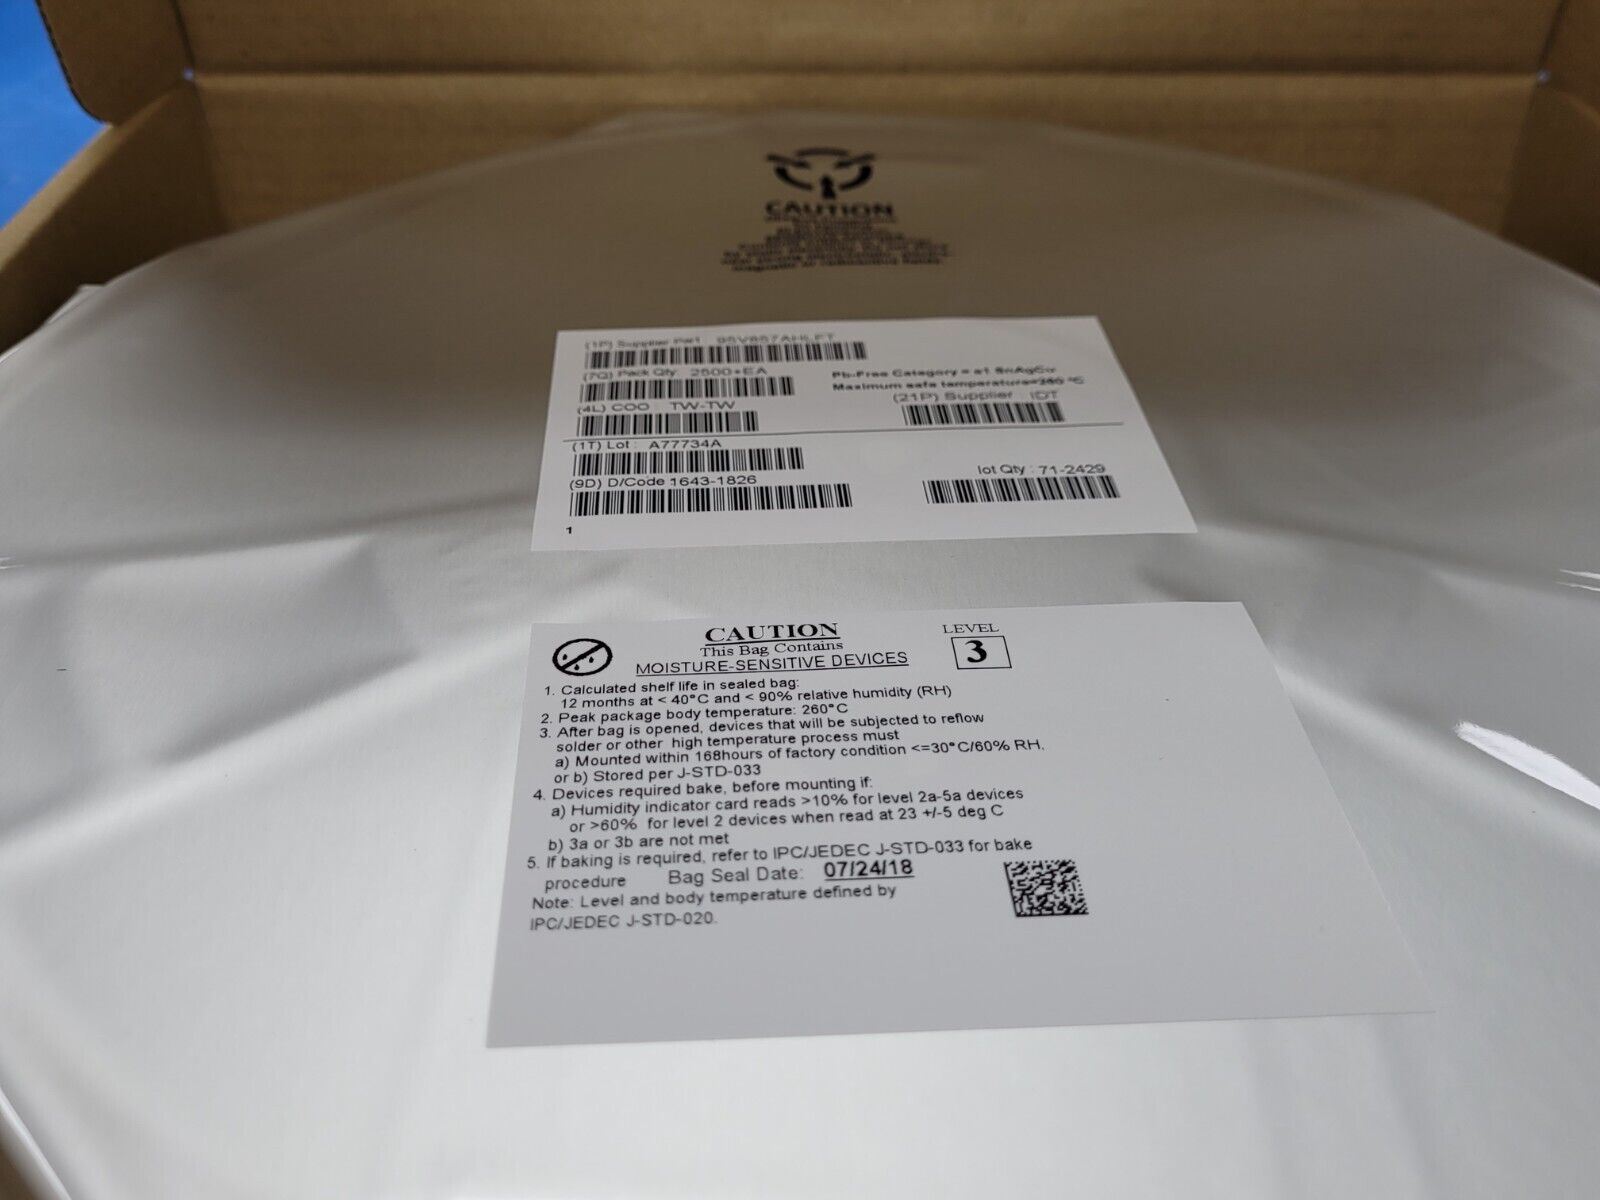 CAUTION
(1P) Supplier Part : 95V857AHLFT
(7Q) Pack Qty 2500+EA
Pb-Free Category = e1 SnAgCu
Maximum safe temperature=260 °C
(4L) COO TW-TW
(21P) Supplier IDT
(1T) Lot : A77734A
lot Qty : 71-2429
(9D) D/Code 1643-1826
1
CAUTION
This Bag Contains
MOISTURE-SENSITIVE DEVICES
LEVEL
3
1. Calculated shelf life in sealed bag:
12 months at < 40°C and < 90% relative humidity (RH)
2. Peak package body temperature: 260°C
3. After bag is opened, devices that will be subjected to reflow
solder or other high temperature process must
a) Mounted within 168hours of factory condition <=30°C/60% RH.
or b) Stored per J-STD-033
4. Devices required bake, before mounting if:
a) Humidity indicator card reads >10% for level 2a-5a devices
or >60% for level 2 devices when read at 23 +/-5 deg C
b) 3a or 3b are not met
5. If baking is required, refer to IPC/JEDEC J-STD-033 for bake
procedure Bag Seal Date: 07/24/18
Note: Level and body temperature defined by
IPC/JEDEC J-STD-020.